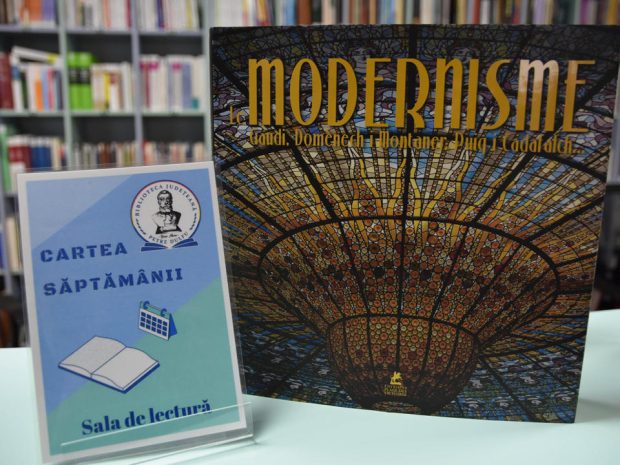 Le
MODERNISME
Gaudí, Domènech i Montaner, Puig i Cadafalch...
BIBLIOTECA JUDEȚEANĂ
PETRE DULFU
CARTEA
SĂPTĂMÂNII
Sala de lectură